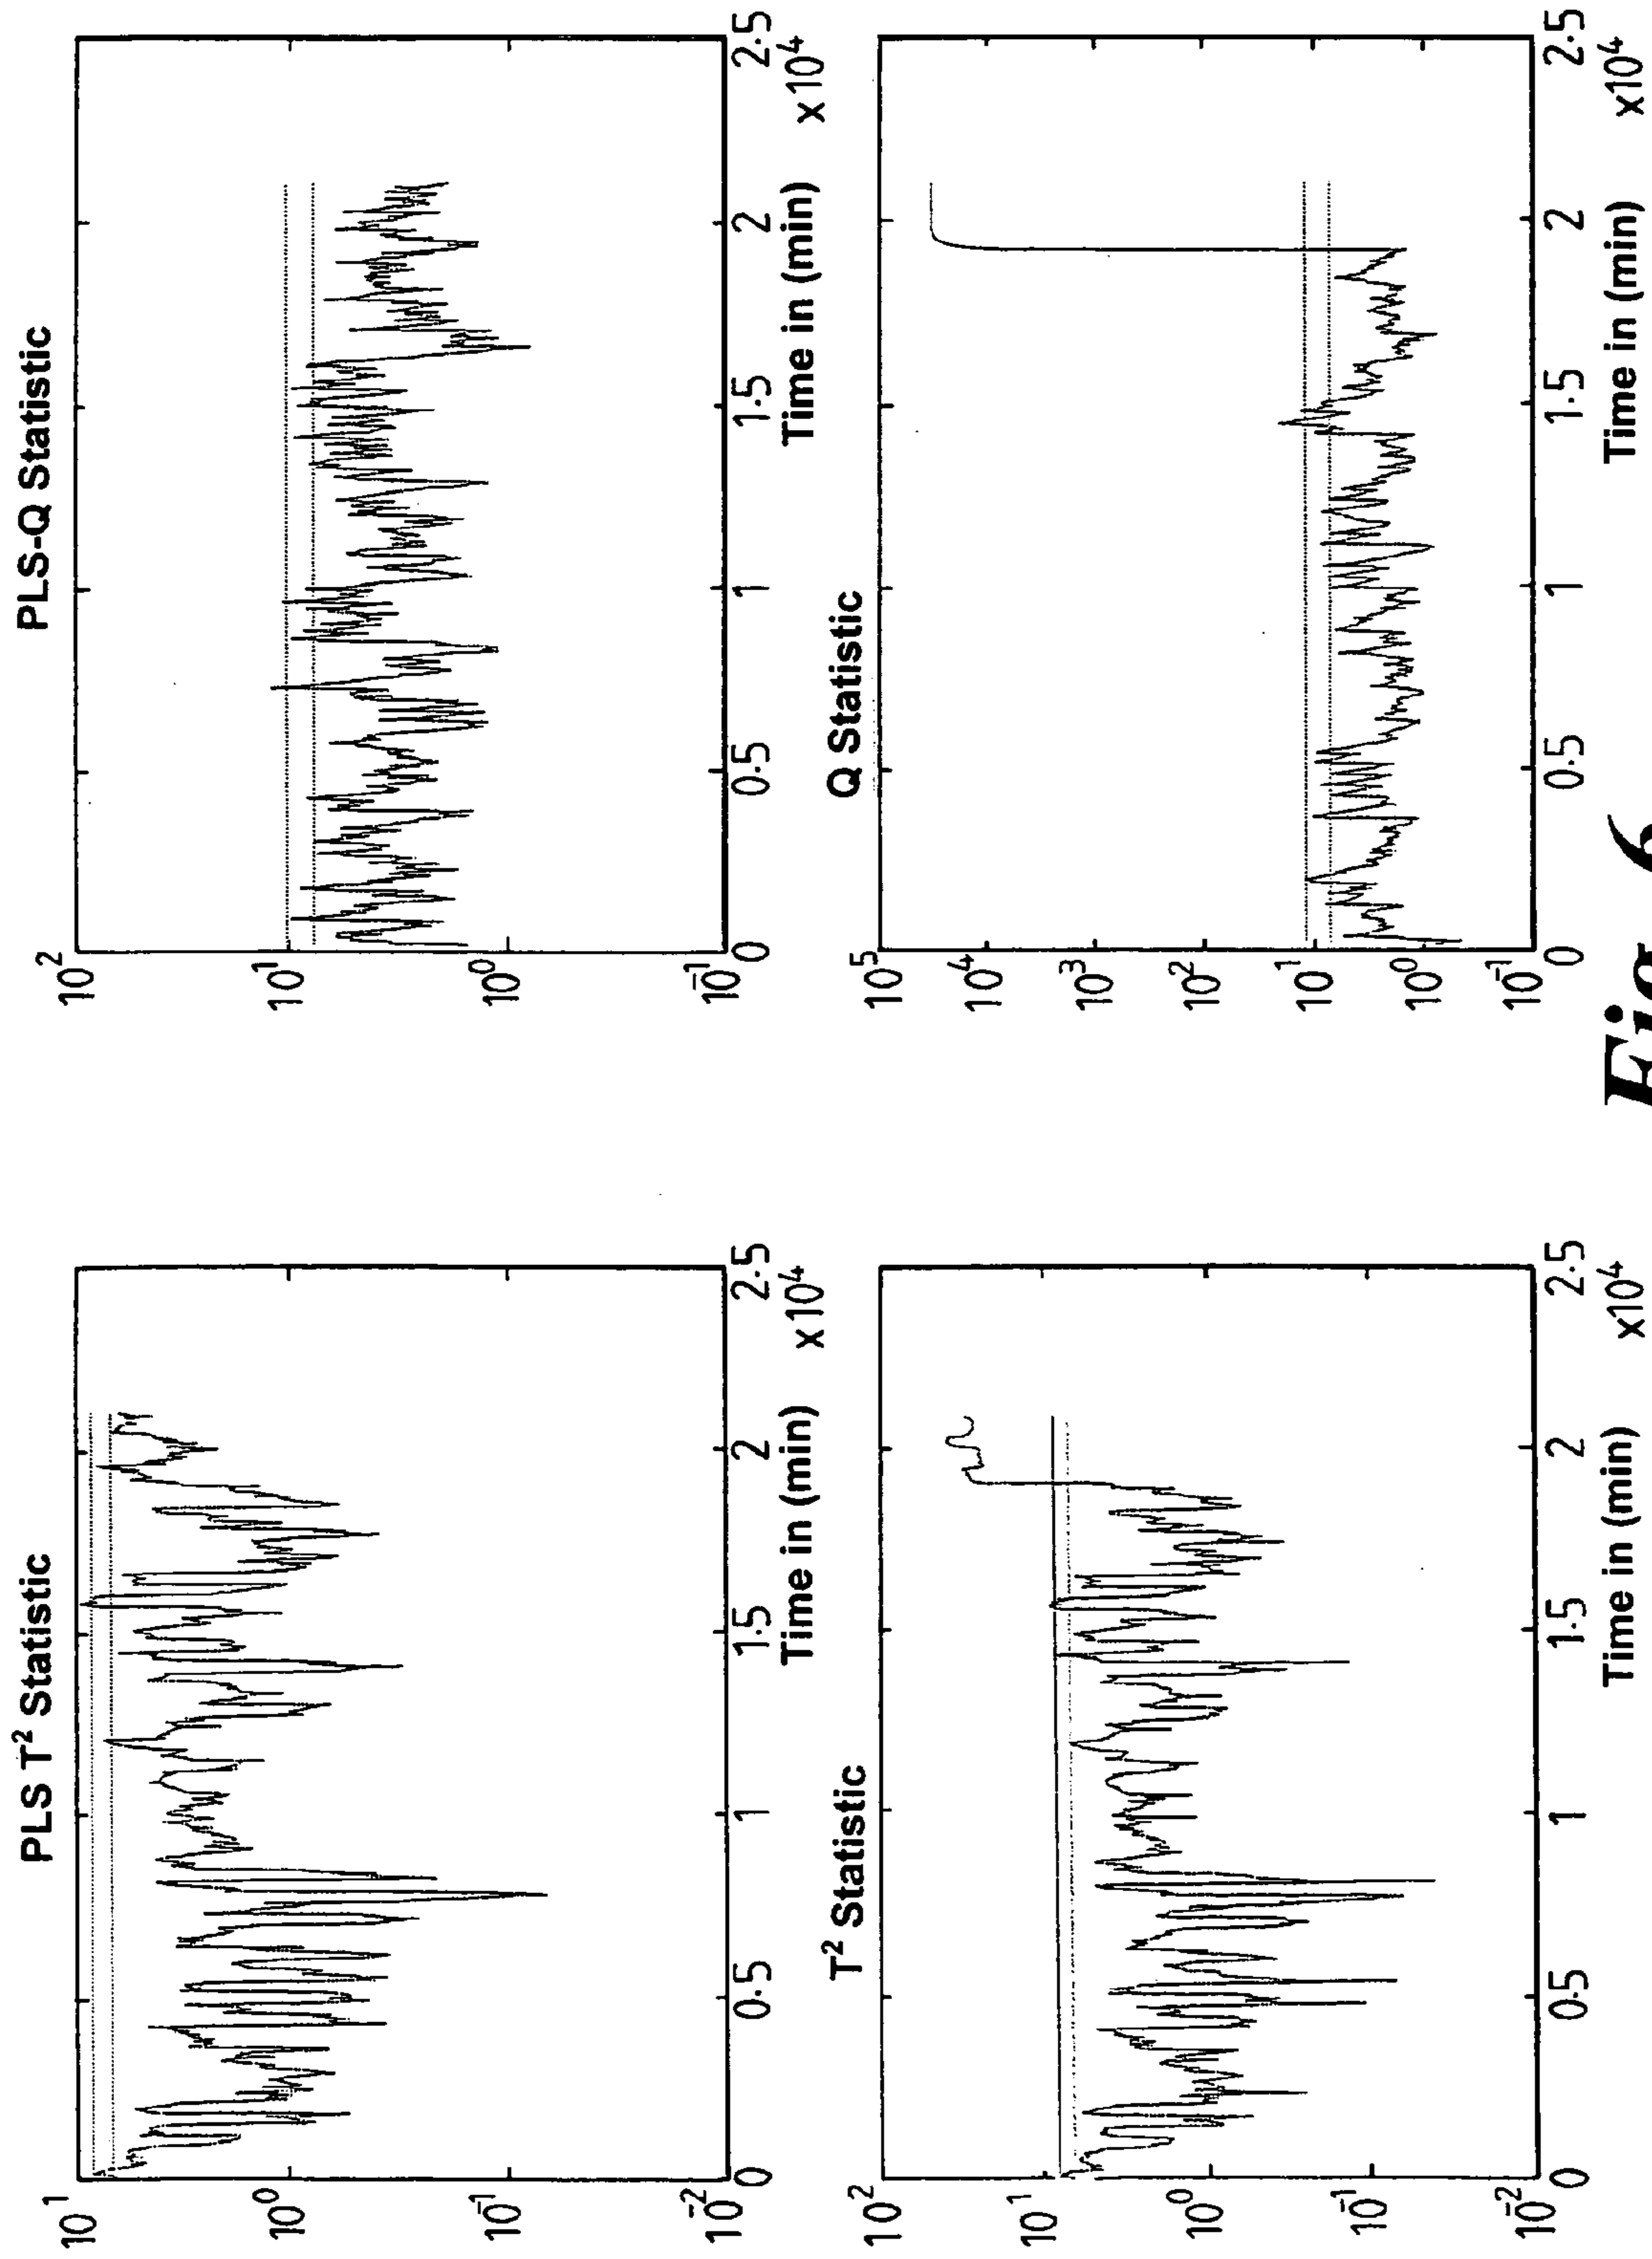 PLS T² Statistic
10¹
10⁰
10⁻¹
10⁻²
0 0·5 1 1·5 2 2·5
Time in (min) x10⁴
PLS-Q Statistic
10²
10¹
10⁰
10⁻¹
0 0·5 1 1·5 2 2·5
Time in (min) x10⁴
T² Statistic
10²
10¹
10⁰
10⁻¹
10⁻²
0 0·5 1 1·5 2 2·5
Time in (min) x10⁴
Q Statistic
10⁵
10⁴
10³
10²
10¹
10⁰
10⁻¹
0 0·5 1 1·5 2 2·5
Time in (min) x10⁴
Fig. 6